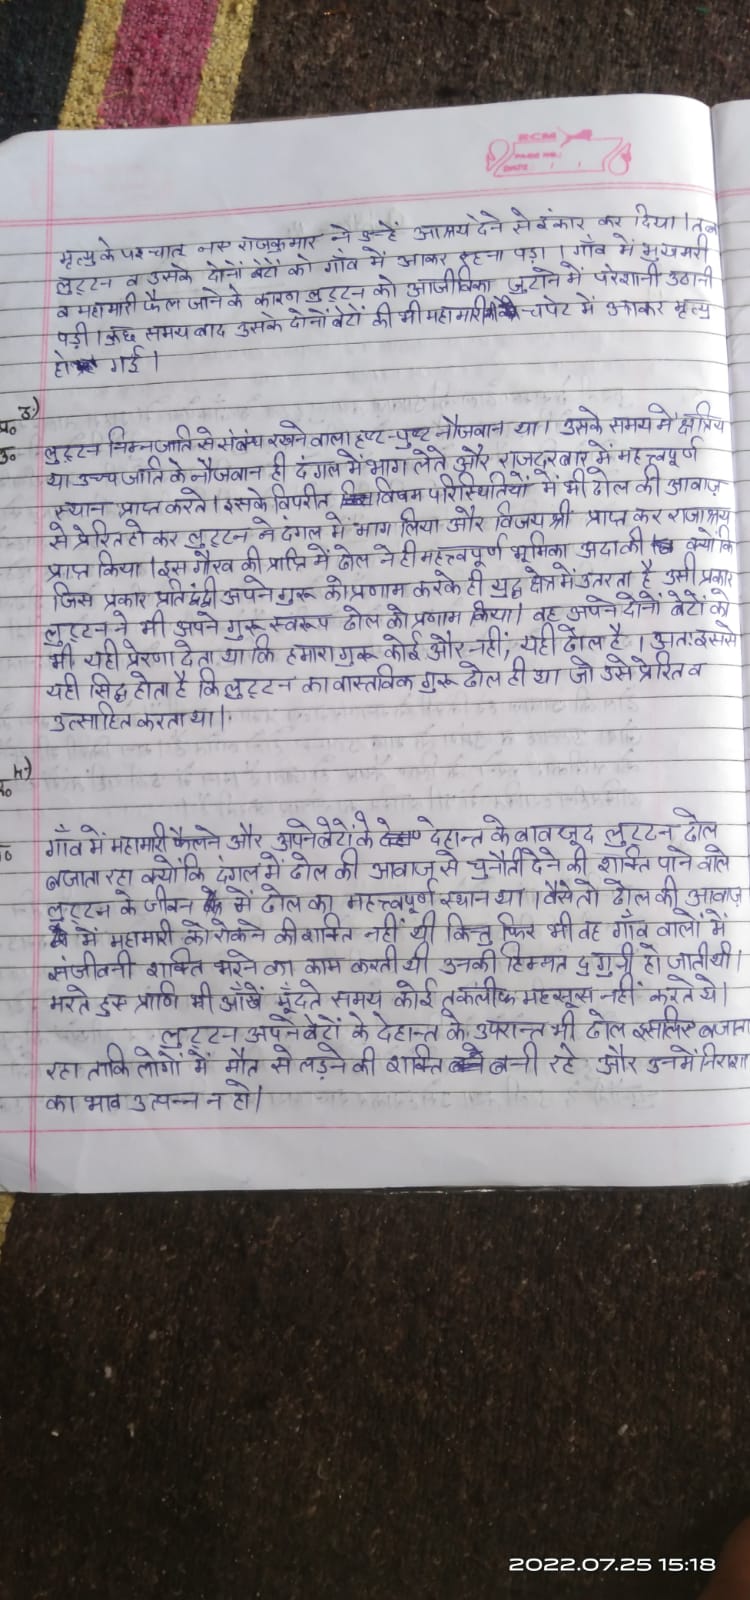 RCM
PAGE NO.:
DATE: / /
मृत्यु के पश्चात् नए राजकुमार ने उन्हें आश्रय देने से इंकार कर दिया। तब
लुट्टन व उसके दोनों बेटों को गाँव में आकर रहना पड़ा। गाँव में भुखमरी
व महामारी फैल जाने के कारण लुट्टन को आजीविका जुटाने में परेशानी उठानी
पड़ी। कुछ समय बाद उसके दोनों बेटों की भी महामारी की चपेट में आकर मृत्यु
हो गई।
प्र० 3:)
उ० लुट्टन निम्न जाति से संबंध रखने वाला हष्ट-पुष्ट नौजवान था। उसके समय में क्षत्रिय
या उच्च जाति के नौजवान ही दंगल में भाग लेते और राजदरबार में महत्त्वपूर्ण
स्थान प्राप्त करते। इसके विपरीत विषम परिस्थितियों में भी ढोल की आवाज़
से प्रेरित हो कर लुट्टन ने दंगल में भाग लिया और विजय श्री प्राप्त कर राजाश्रय
प्राप्त किया। इस गौरव की प्राप्ति में ढोल ने ही महत्त्वपूर्ण भूमिका अदा की क्योंकि
जिस प्रकार प्रतिद्वंद्वी अपने गुरू को प्रणाम करके ही युद्ध क्षेत्र में उतरता है उसी प्रकार
लुट्टन ने भी अपने गुरू स्वरूप ढोल को प्रणाम किया। वह अपने दोनों बेटों को
भी यही प्रेरणा देता था कि हमारा गुरू कोई और नहीं, यही ढोल है। अतः इससे
यही सिद्ध होता है कि लुट्टन का वास्तविक गुरू ढोल ही था जो उसे प्रेरित व
उत्साहित करता था।
प्र० 4:)
गाँव में महामारी फैलने और अपने बेटों के देहान्त के बावजूद लुट्टन ढोल
बजाता रहा क्योंकि दंगल में ढोल की आवाज़ से चुनौती देने की शक्ति पाने वाले
लुट्टन के जीवन में ढोल का महत्त्वपूर्ण स्थान था। वैसे तो ढोल की आवाज़
में महामारी को रोकने की शक्ति नहीं थी किन्तु फिर भी वह गाँव वालों में
संजीवनी शक्ति भरने का काम करती थी उनकी हिम्मत दुगुनी हो जाती थी।
मरते हुए प्राणि भी आँखें मूँदते समय कोई तकलीफ महसूस नहीं करते थे।
लुट्टन अपने बेटों के देहान्त के उपरान्त भी ढोल इसलिए बजाता
रहा ताकि लोगों में मौत से लड़ने की शक्ति बनी रहे और उनमें निराशा
का भाव उत्पन्न न हो।
2022.07.25 15:18